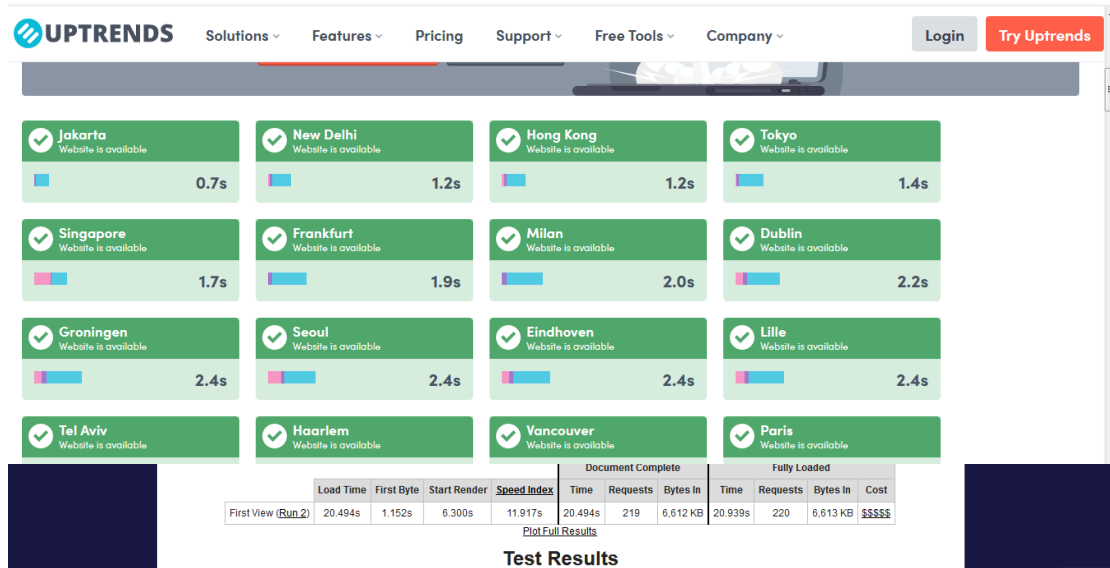 UPTRENDS Solutions Features Pricing Support Free Tools Company Login Try Uptrends
Jakarta New Delhi Hong Kong Tokyo
Website is available Website is available Website is available Website is available
0.7s 1.2s 1.2s 1.4s
Singapore Frankfurt Milan Dublin
Website is available Website is available Website is available Website is available
1.7s 1.9s 2.0s 2.2s
Groningen Seoul Eindhoven Lille
Website is available Website is available Website is available Website is available
2.4s 2.4s 2.4s 2.4s
Tel Aviv Haarlem Vancouver Paris
Website is available Website is available Website is available Website is available
Document Complete Fully Loaded
Load Time First Byte Start Render Speed Index Time Requests Bytes In Time Requests Bytes In Cost
First View (Run 2) 20.494s 1.152s 6.300s 11.917s 20.494s 219 6,612 KB 20.939s 220 6,613 KB $$$$$
Plot Full Results
Test Results